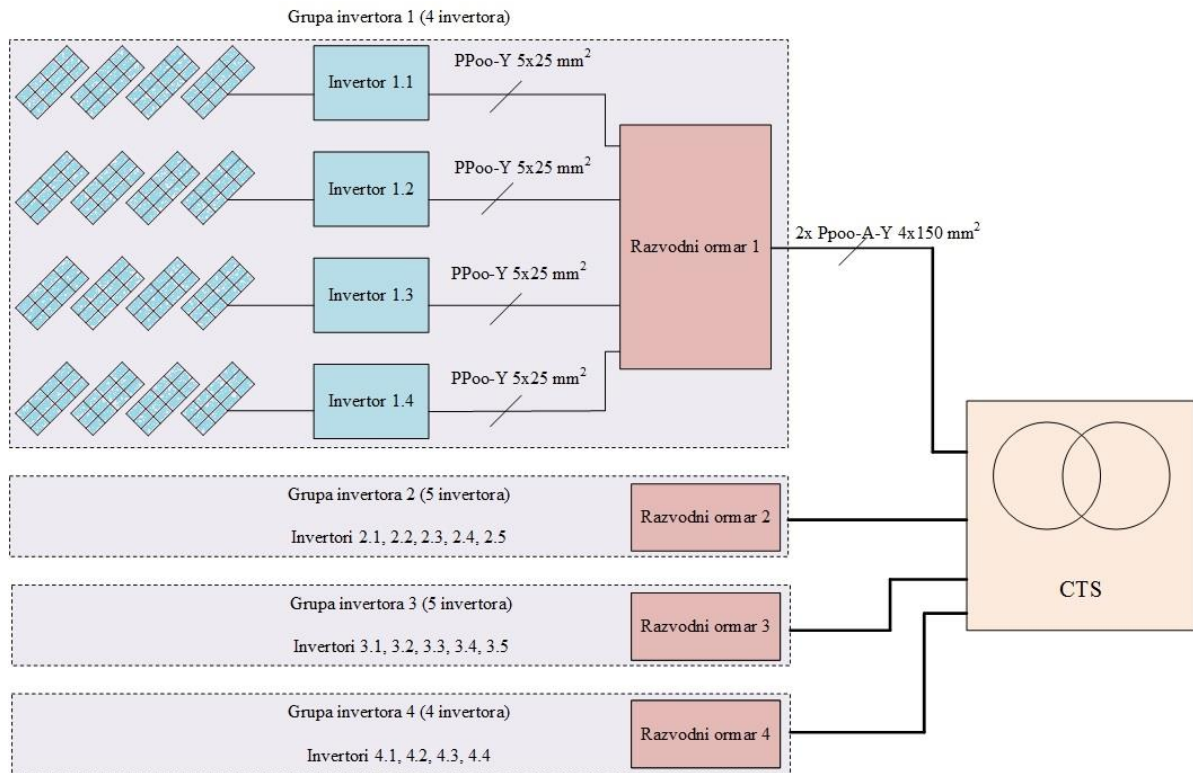 Grupa invertora 1 (4 invertora)
Invertor 1.1
PPoo-Y 5x25 mm²
Invertor 1.2
PPoo-Y 5x25 mm²
Invertor 1.3
PPoo-Y 5x25 mm²
Invertor 1.4
PPoo-Y 5x25 mm²
Razvodni ormar 1
2x Ppoo-A-Y 4x150 mm²
Grupa invertora 2 (5 invertora)
Invertori 2.1, 2.2, 2.3, 2.4, 2.5
Razvodni ormar 2
Grupa invertora 3 (5 invertora)
Invertori 3.1, 3.2, 3.3, 3.4, 3.5
Razvodni ormar 3
Grupa invertora 4 (4 invertora)
Invertori 4.1, 4.2, 4.3, 4.4
Razvodni ormar 4
CTS